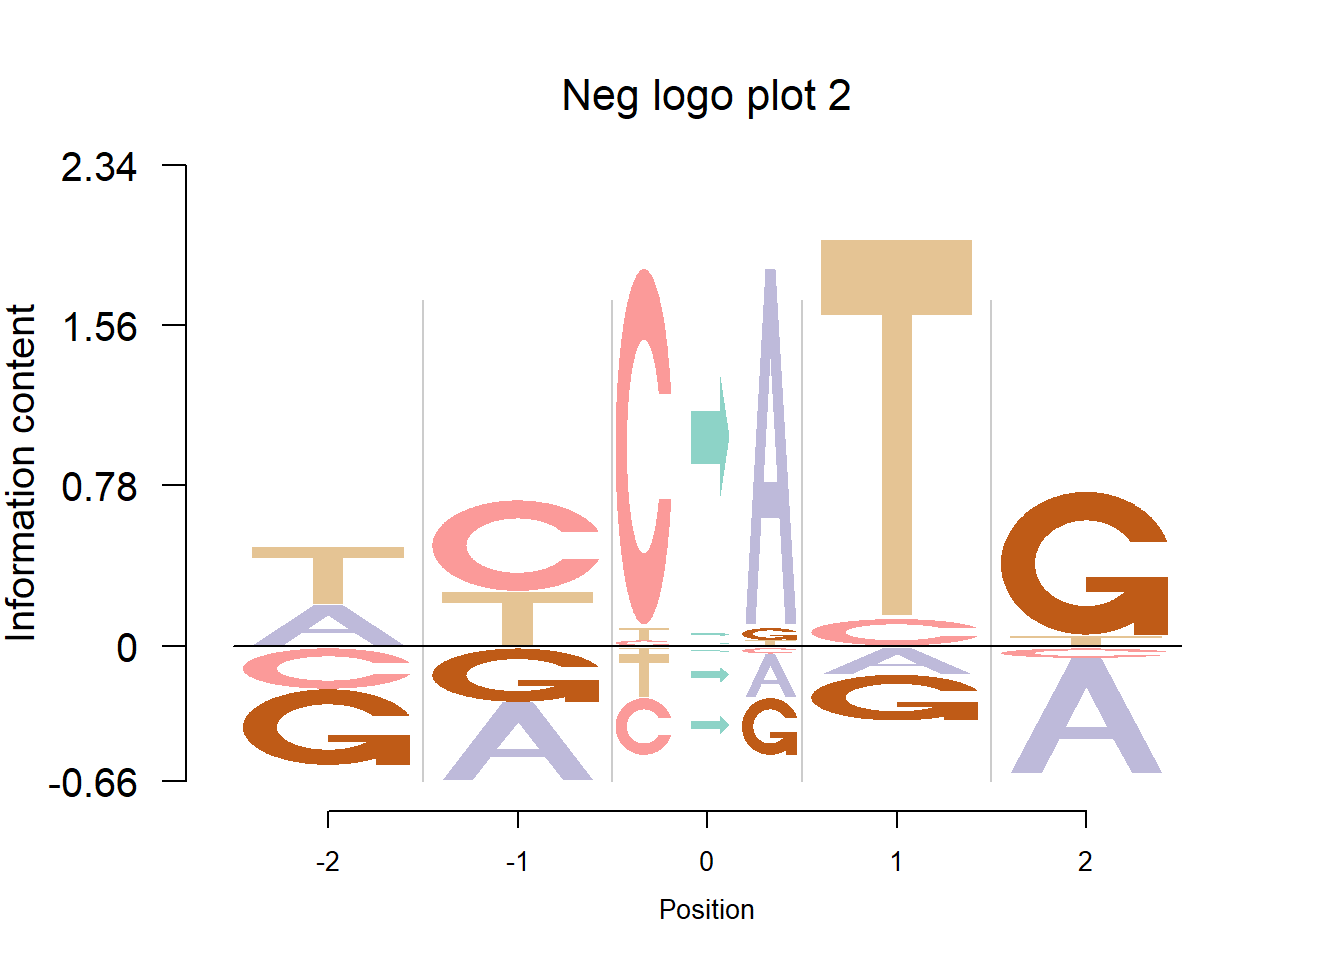 Neg logo plot 2
Information content
2.34
1.56
0.78
0
-0.66
T
A
C
G
C
T
G
A
C A
T G
C T
T C
T A
C G
T
C
A
G
G
T
C
A
-2 -1 0 1 2
Position